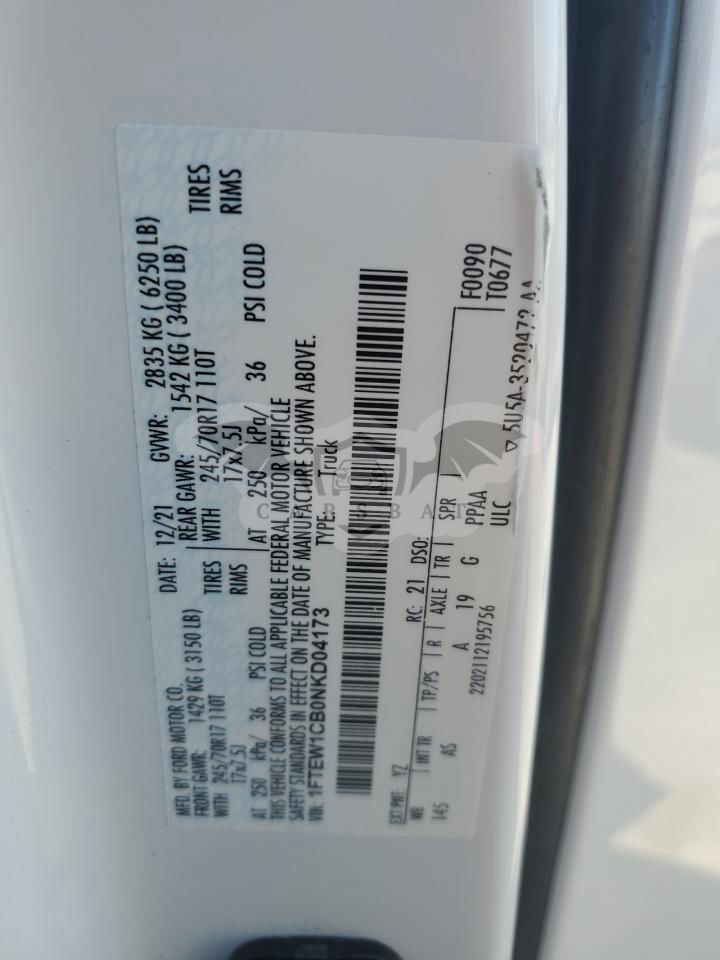 MFD. BY FORD MOTOR CO.
DATE: 12/21 GVWR: 2835 KG ( 6250 LB)
FRONT GAWR: 1429 KG ( 3150 LB) REAR GAWR: 1542 KG ( 3400 LB)
WITH 245/70R17 110T TIRES WITH 245/70R17 110T TIRES
17x7.5J RIMS 17x7.5J RIMS
AT 250 kPa/ 36 PSI COLD AT 250 kPa/ 36 PSI COLD
THIS VEHICLE CONFORMS TO ALL APPLICABLE FEDERAL MOTOR VEHICLE
SAFETY STANDARDS IN EFFECT ON THE DATE OF MANUFACTURE SHOWN ABOVE.
VIN: 1FTEW1CB0NKD04173 TYPE: Truck
F0090
T0677
EXT PNT: YZ RC: 21 DSO:
WB INT TR TP/PS R AXLE TR SPR
145 AS A 19 G PPAA
2202112195756 ULC
5U5A-3520472-AA
CARSBAT